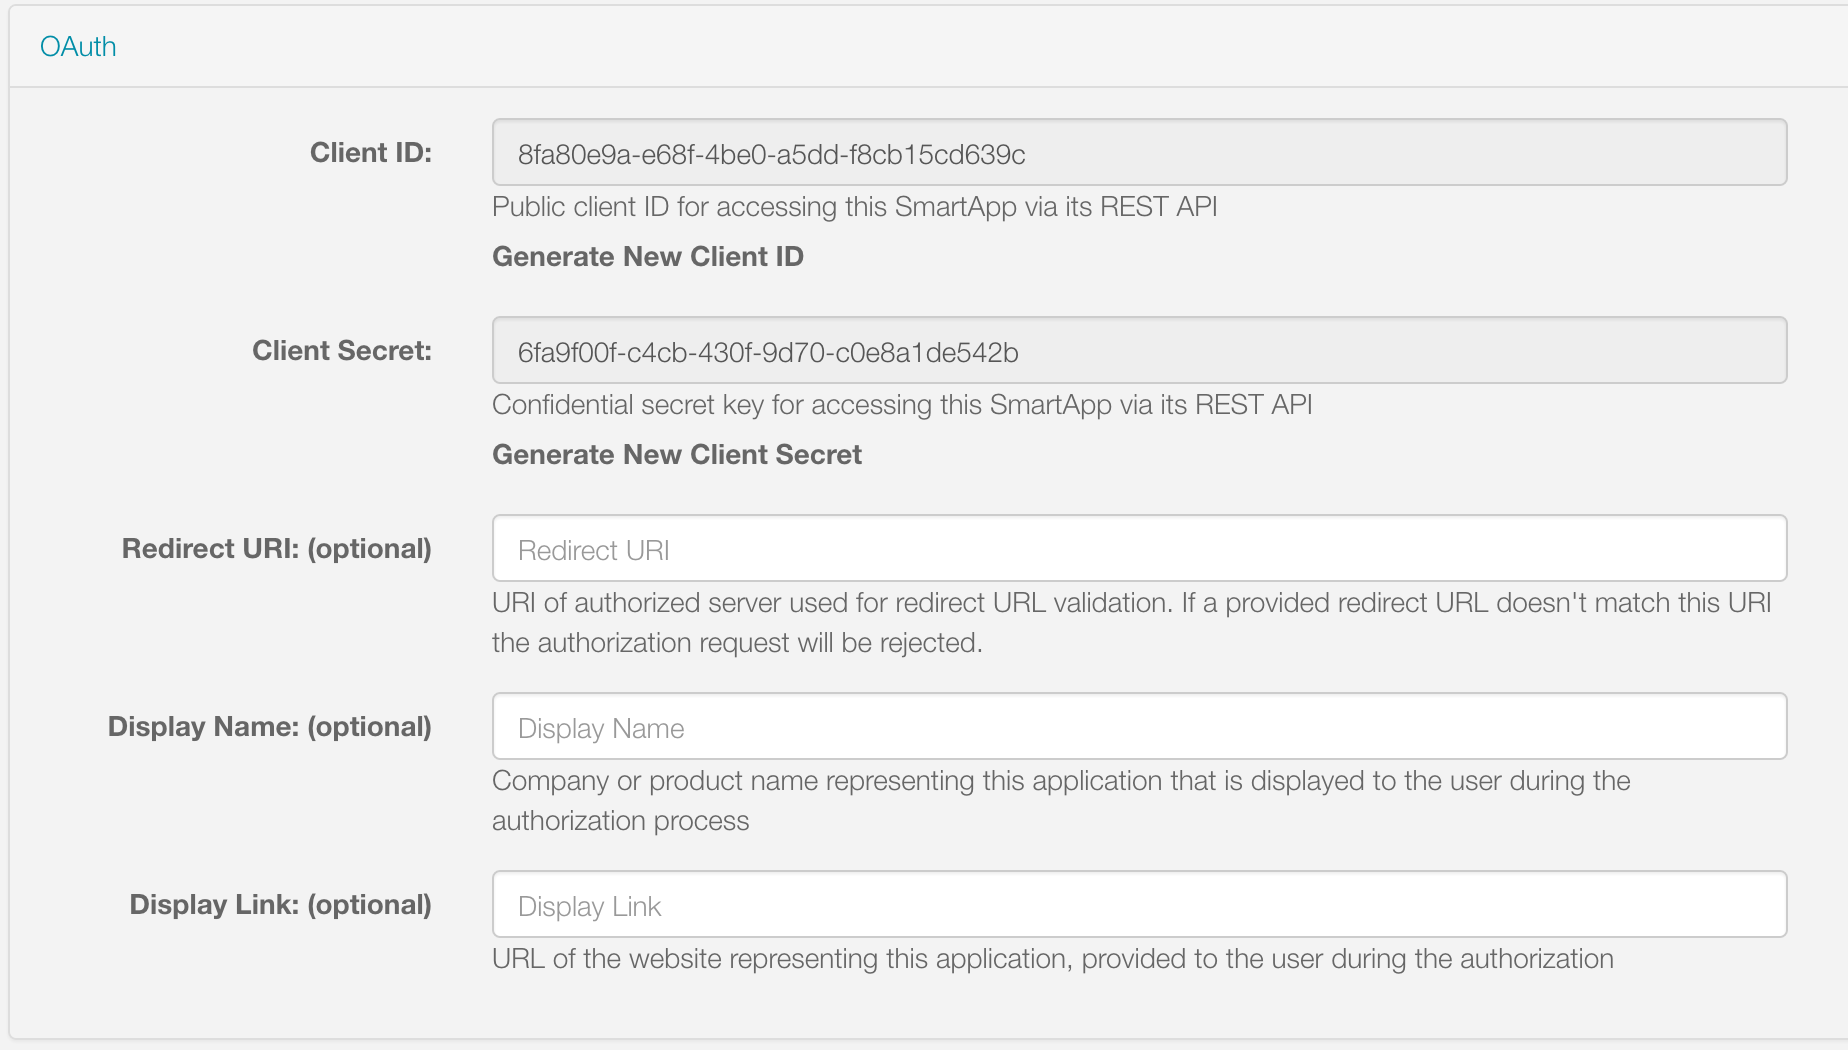 OAuth
Client ID:
8fa80e9a-e68f-4be0-a5dd-f8cb15cd639c
Public client ID for accessing this SmartApp via its REST API
Generate New Client ID
Client Secret:
6fa9f00f-c4cb-430f-9d70-c0e8a1de542b
Confidential secret key for accessing this SmartApp via its REST API
Generate New Client Secret
Redirect URI: (optional)
Redirect URI
URI of authorized server used for redirect URL validation. If a provided redirect URL doesn't match this URI
the authorization request will be rejected.
Display Name: (optional)
Display Name
Company or product name representing this application that is displayed to the user during the
authorization process
Display Link: (optional)
Display Link
URL of the website representing this application, provided to the user during the authorization